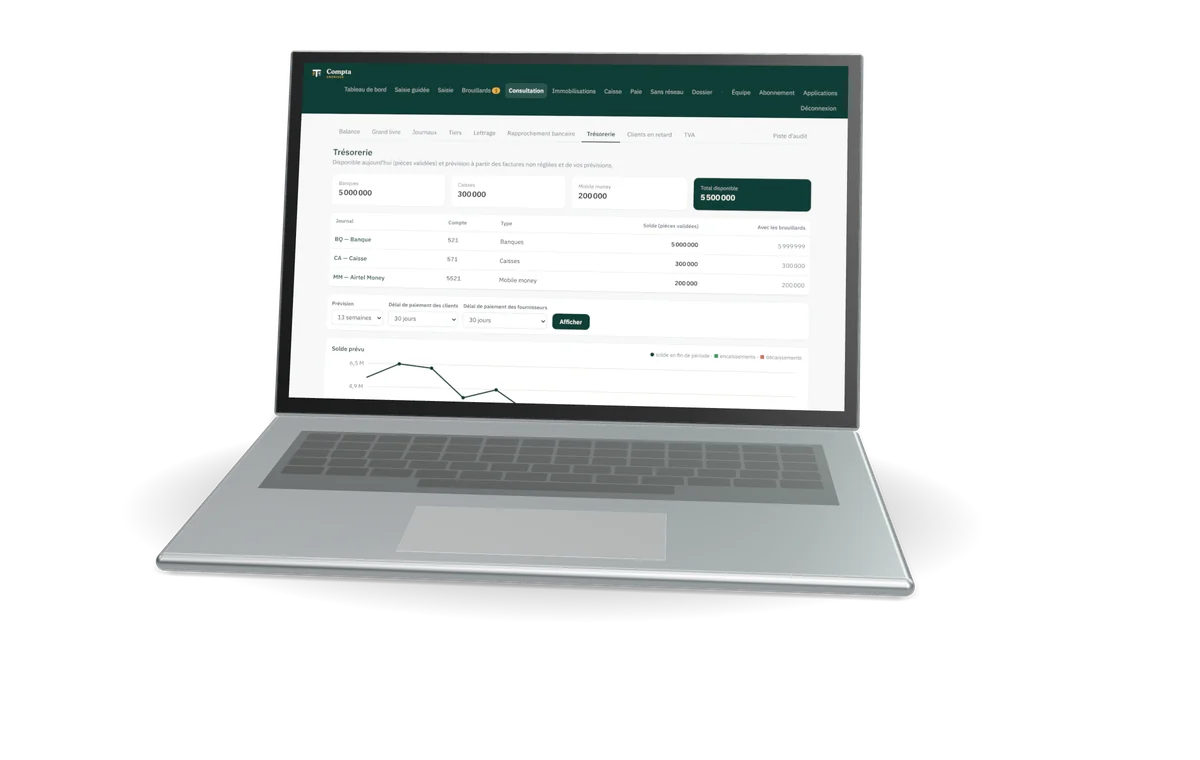 Compta
Tableau de bord Saisie guidée Saisie Brouillards 1 Consultation Immobilisations Caisse Paie Sans réseau Dossier Équipe Abonnement Applications
Déconnexion
Balance Grand livre Journaux Tiers Lettrage Rapprochement bancaire Trésorerie Clients en retard TVA Piste d'audit
Trésorerie
Disponible aujourd'hui (pièces validées) et prévision à partir des factures non réglées et de vos prévisions.
Banques Caisses Mobile money Total disponible
5 000 000 300 000 200 000 5 500 000
Journal Compte Type Solde (pièces validées) Avec les brouillards
BQ — Banque 521 Banques 5 000 000 5 999 999
CA — Caisse 571 Caisses 300 000 300 000
MM — Airtel Money 5521 Mobile money 200 000 200 000
Prévision Délai de paiement des clients Délai de paiement des fournisseurs
13 semaines 30 jours 30 jours Afficher
Solde prévu solde en fin de période encaissements décaissements
6,5 M
4,9 M